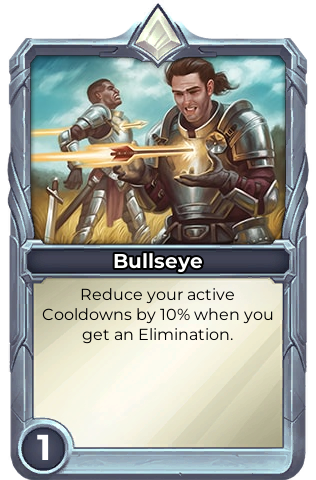 Bullseye
Reduce your active
Cooldowns by 10% when you
get an Elimination.
1